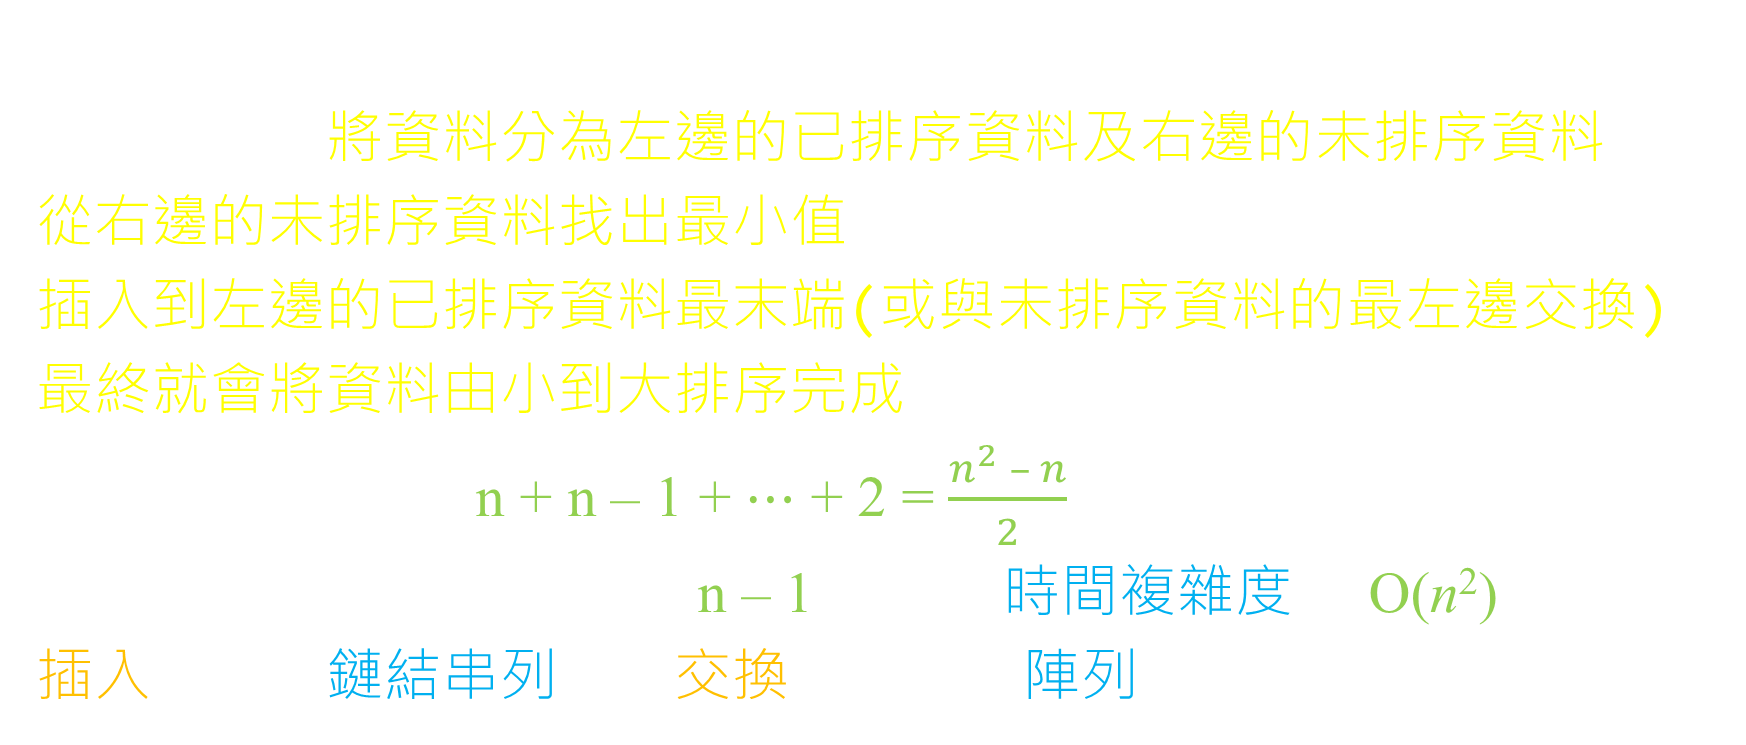 將資料分為左邊的已排序資料及右邊的未排序資料
從右邊的未排序資料找出最小值
插入到左邊的已排序資料最末端(或與未排序資料的最左邊交換)
最終就會將資料由小到大排序完成
n + n – 1 + ⋯ + 2 = \frac{n^2 - n}{2}
n – 1 時間複雜度 O(n²)
插入 鏈結串列 交換 陣列